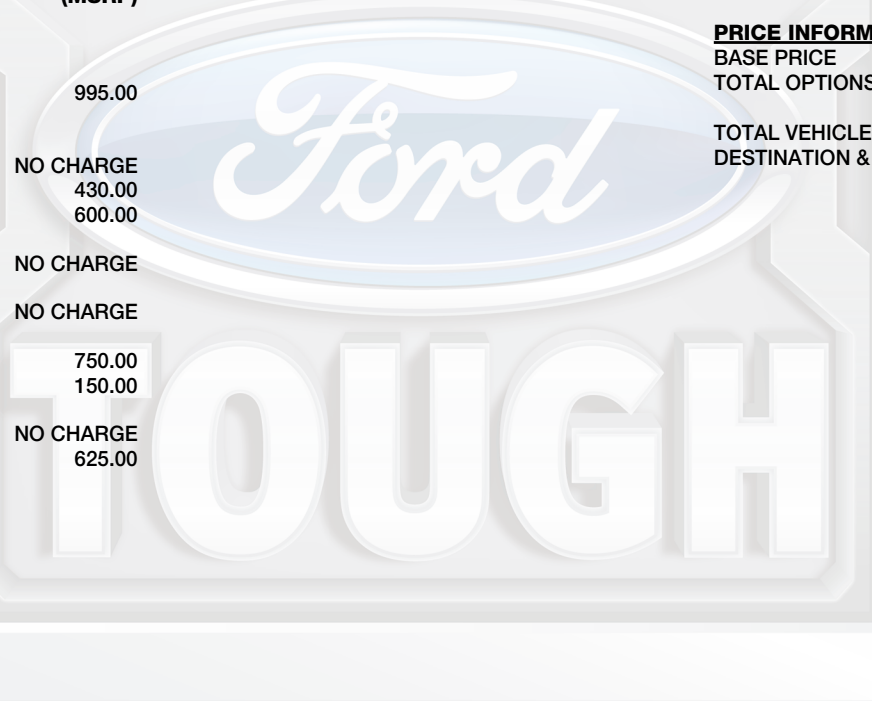 (MSRP)
995.00
NO CHARGE
430.00
600.00
NO CHARGE
NO CHARGE
750.00
150.00
NO CHARGE
625.00
PRICE INFORM
BASE PRICE
TOTAL OPTIONS
TOTAL VEHICLE
DESTINATION &
Ford
TOUGH